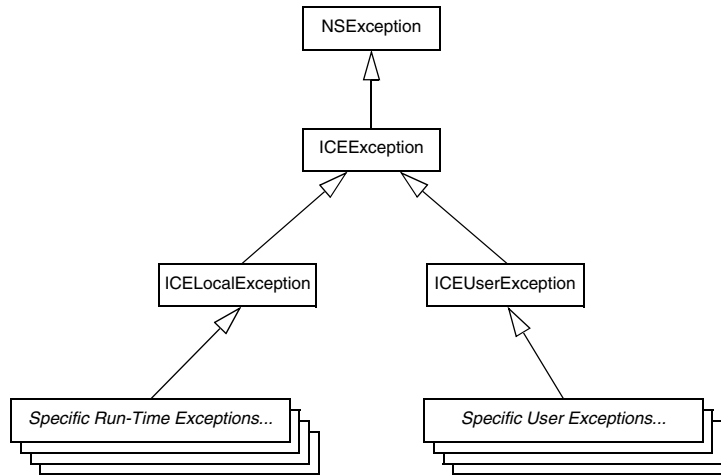 NSException
ICEException
ICELocalException
ICEUserException
Specific Run-Time Exceptions...
Specific User Exceptions...